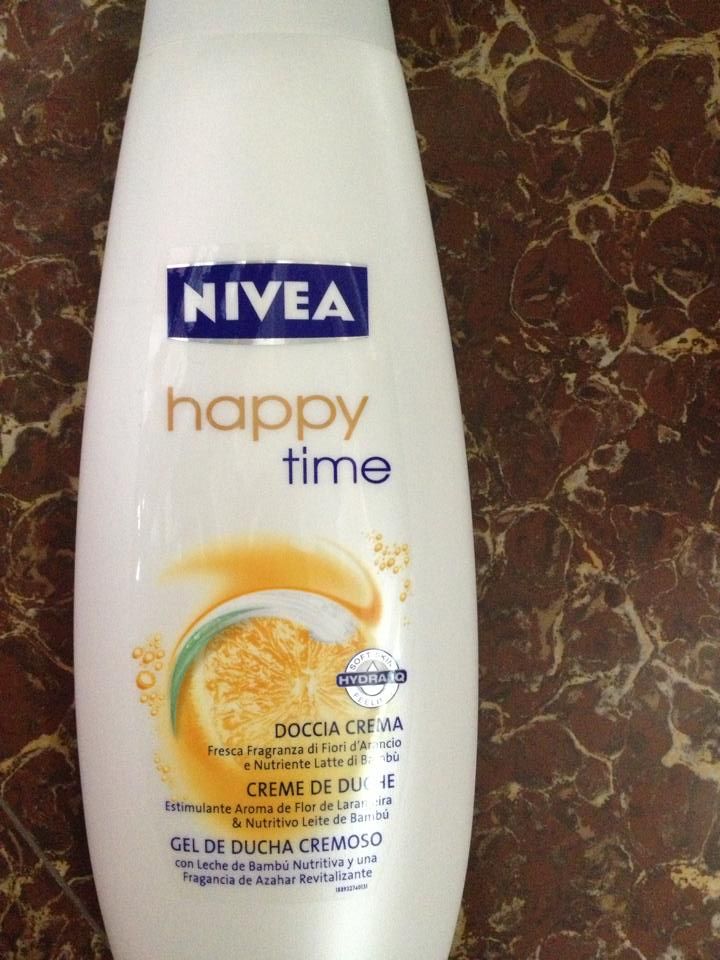 NIVEA
happy
time
SOFT SKIN
HYDRA IQ
DOCCIA CREMA
Fresca Fragranza di Fiori d'Arancio
e Nutriente Latte di Bambù
CREME DE DUCHE
Estimulante Aroma de Flor de Laranjeira
& Nutritivo Leite de Bambú
GEL DE DUCHA CREMOSO
con Leche de Bambú Nutritiva y una
Fragancia de Azahar Revitalizante